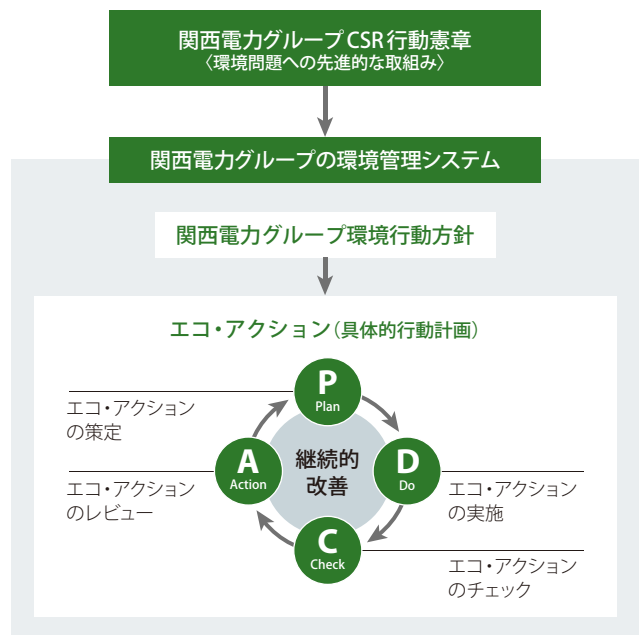 関西電力グループCSR行動憲章
〈環境問題への先進的な取組み〉
関西電力グループの環境管理システム
関西電力グループ環境行動方針
エコ・アクション（具体的行動計画）
P
Plan
エコ・アクション
の策定
A
Action
継続的
改善
D
Do
エコ・アクション
のレビュー
エコ・アクション
の実施
C
Check
エコ・アクション
のチェック